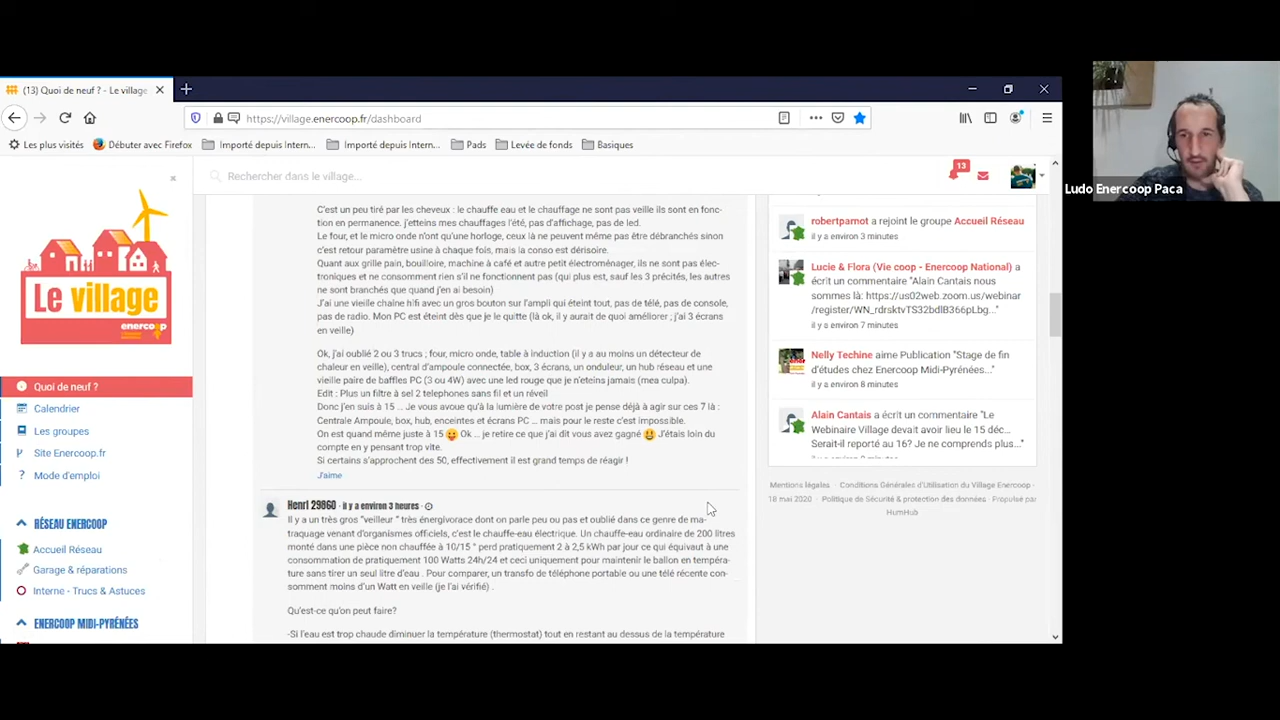 (13) Quoi de neuf ? - Le village
https://village.enercoop.fr/dashboard
Les plus visités
Débuter avec Firefox
Importé depuis Intern...
Importé depuis Intern...
Pads
Levée de fonds
Basiques
Rechercher dans le village...
13
Le village
enercoop
Quoi de neuf ?
Calendrier
Les groupes
Site Enercoop.fr
Mode d'emploi
RÉSEAU ENERCOOP
Accueil Réseau
Garage & réparations
Interne - Trucs & Astuces
ENERCOOP MIDI-PYRÉNÉES
C'est un peu tiré par les cheveux : le chauffe eau et le chauffage ne sont pas veille ils sont en fonc-
tion en permanence. j'etteins mes chauffages l'été, pas d'affichage, pas de led.
Le four, et le micro onde n'ont qu'une horloge, ceux là ne peuvent même pas être débranchés sinon
c'est retour paramètre usine à chaque fois, mais la conso est dérisoire.
Quant aux grille pain, bouilloire, machine à café et autre petit électroménager, ils ne sont pas élec-
troniques et ne consomment rien s'il ne fonctionnent pas (qui plus est, sauf les 3 précités, les autres
ne sont branchés que quand j'en ai besoin)
J'ai une vieille chaîne hifi avec un gros bouton sur l'ampli qui éteint tout, pas de télé, pas de console,
pas de radio. Mon PC est éteint dès que je le quitte (là ok, il y aurait de quoi améliorer ; j'ai 3 écrans
en veille)
Ok, j'ai oublié 2 ou 3 trucs ; four, micro onde, table à induction (il y a au moins un détecteur de
chaleur en veille), central d'ampoule connectée, box, 3 écrans, un onduleur, un hub réseau et une
vieille paire de baffles PC (3 ou 4W) avec une led rouge que je n'eteins jamais (mea culpa).
Edit : Plus un filtre à sel 2 telephones sans fil et un réveil
Donc j'en suis à 15 ... Je vous avoue qu'à la lumière de votre post je pense déjà à agir sur ces 7 là :
Centrale Ampoule, box, hub, enceintes et écrans PC ... mais pour le reste c'est impossible.
On est quand même juste à 15 😛 Ok ... je retire ce que j'ai dit vous avez gagné 😃 J'étais loin du
compte en y pensant trop vite.
Si certains s'approchent des 50, effectivement il est grand temps de réagir !
J'aime
Henri 29860 - il y a environ 3 heures -
Il y a un très gros "veilleur " très énergivorace dont on parle peu ou pas et oublié dans ce genre de ma-
traquage venant d'organismes officiels, c'est le chauffe-eau électrique. Un chauffe-eau ordinaire de 200 litres
monté dans une pièce non chauffée à 10/15 ° perd pratiquement 2 à 2,5 kWh par jour ce qui équivaut à une
consommation de pratiquement 100 Watts 24h/24 et ceci uniquement pour maintenir le ballon en tempéra-
ture sans tirer un seul litre d'eau . Pour comparer, un transfo de téléphone portable ou une télé récente con-
somment moins d'un Watt en veille (je l'ai vérifié) .
Qu'est-ce qu'on peut faire?
-Si l'eau est trop chaude diminuer la température (thermostat) tout en restant au dessus de la température
robertparnot a rejoint le groupe Accueil Réseau
il y a environ 3 minutes
Lucie & Flora (Vie coop - Enercoop National) a
écrit un commentaire "Alain Cantais nous
sommes là: https://us02web.zoom.us/webinar
/register/WN_rdrsktvTS32bdlB366pLbg..."
il y a environ 7 minutes
Nelly Techine aime Publication "Stage de fin
d'études chez Enercoop Midi-Pyrénées..."
il y a environ 8 minutes
Alain Cantais a écrit un commentaire "Le
Webinaire Village devait avoir lieu le 15 déc...
Serait-il reporté au 16? Je ne comprends plus..."
Mentions légales · Conditions Générales d'Utilisation du Village Enercoop -
18 mai 2020 · Politique de Sécurité & protection des données · Propulsé par
HumHub
Ludo Enercoop Paca